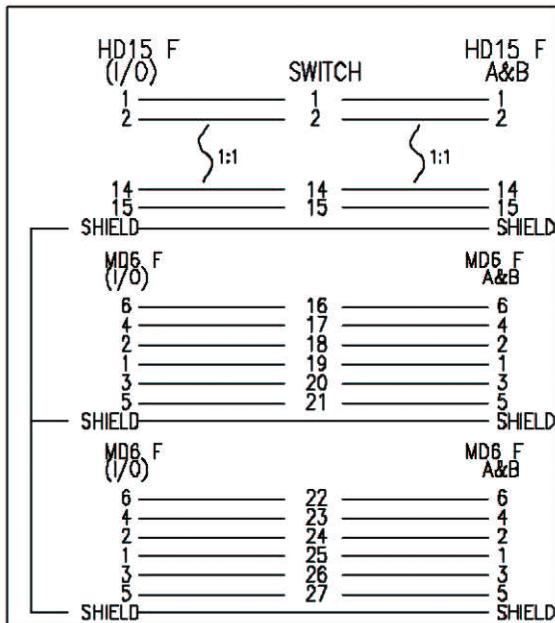 HD15 F HD15 F
(I/O) SWITCH A&B
1 1 1
2 2 2
1:1 1:1
14 14 14
15 15 15
SHIELD SHIELD
MD6 F MD6 F
(I/O) A&B
6 16 6
4 17 4
2 18 2
1 19 1
3 20 3
5 21 5
SHIELD SHIELD
MD6 F MD6 F
(I/O) A&B
6 22 6
4 23 4
2 24 2
1 25 1
3 26 3
5 27 5
SHIELD SHIELD